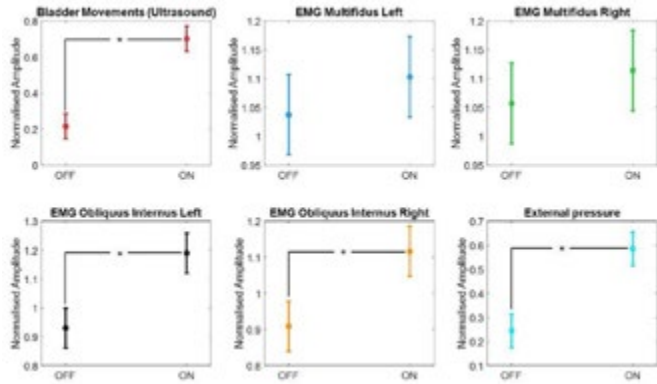 Bladder Movements (Ultrasound)
Normalised Amplitude
0.8
0.6
0.4
0.2
0
*
OFF
ON
EMG Multifidus Left
Normalised Amplitude
1.2
1.15
1.1
1.05
1
0.95
OFF
ON
EMG Multifidus Right
Normalised Amplitude
1.2
1.15
1.1
1.05
1
0.95
OFF
ON
EMG Obliquus Internus Left
Normalised Amplitude
1.3
1.2
1.1
1
0.9
0.8
*
OFF
ON
EMG Obliquus Internus Right
Normalised Amplitude
1.2
1.1
1
0.9
0.8
*
OFF
ON
External pressure
Normalised Amplitude
0.7
0.6
0.5
0.4
0.3
0.2
0.1
*
OFF
ON